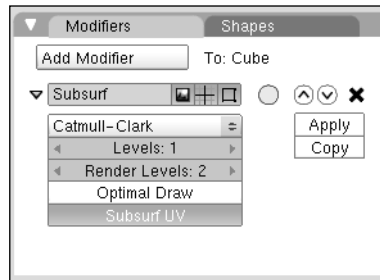 Modifiers Shapes
Add Modifier To: Cube
Subsurf
Catmull-Clark Apply
Levels: 1 Copy
Render Levels: 2
Optimal Draw
Subsurf UV